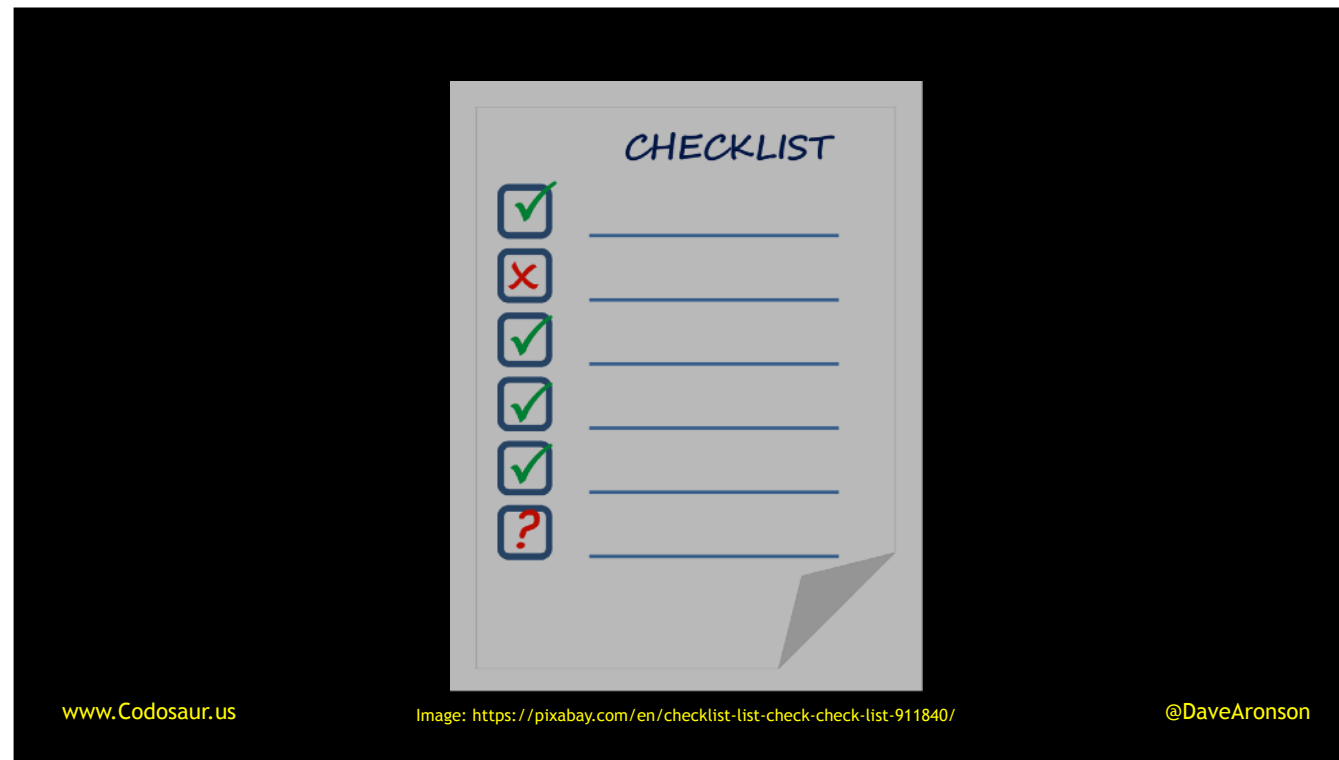 CHECKLIST
?
www.Codosaur.us
Image: https://pixabay.com/en/checklist-list-check-check-list-911840/
@DaveAronson